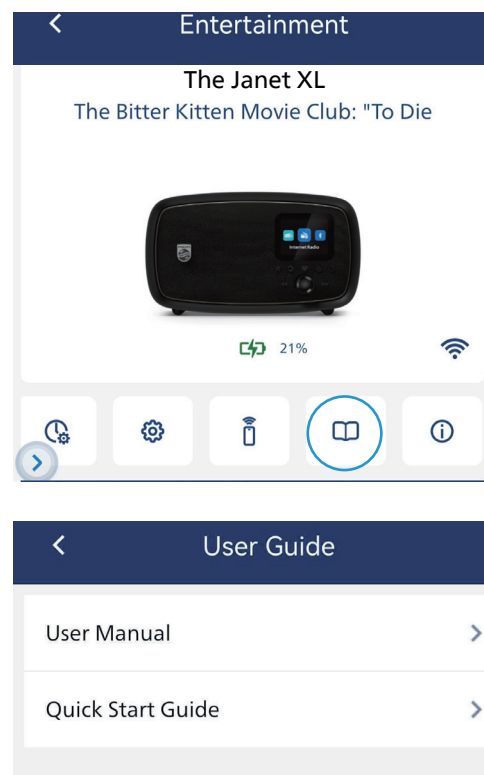 Entertainment
The Janet XL
The Bitter Kitten Movie Club: "To Die
Internet Radio
21%
User Guide
User Manual
Quick Start Guide